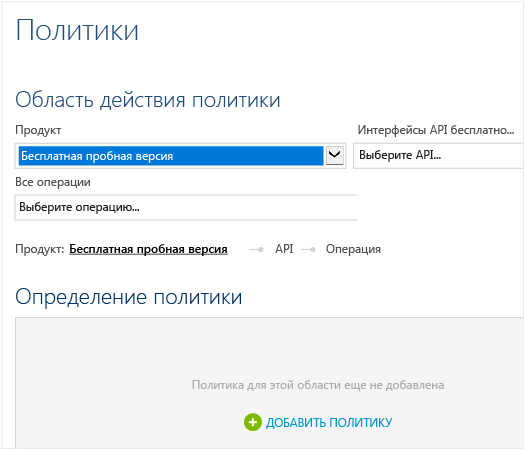 Политики
Область действия политики
Продукт
Интерфейсы API бесплатно...
Бесплатная пробная версия
Выберите API...
Все операции
Выберите операцию...
Продукт: Бесплатная пробная версия API Операция
Определение политики
Политика для этой области еще не добавлена
ДОБАВИТЬ ПОЛИТИКУ